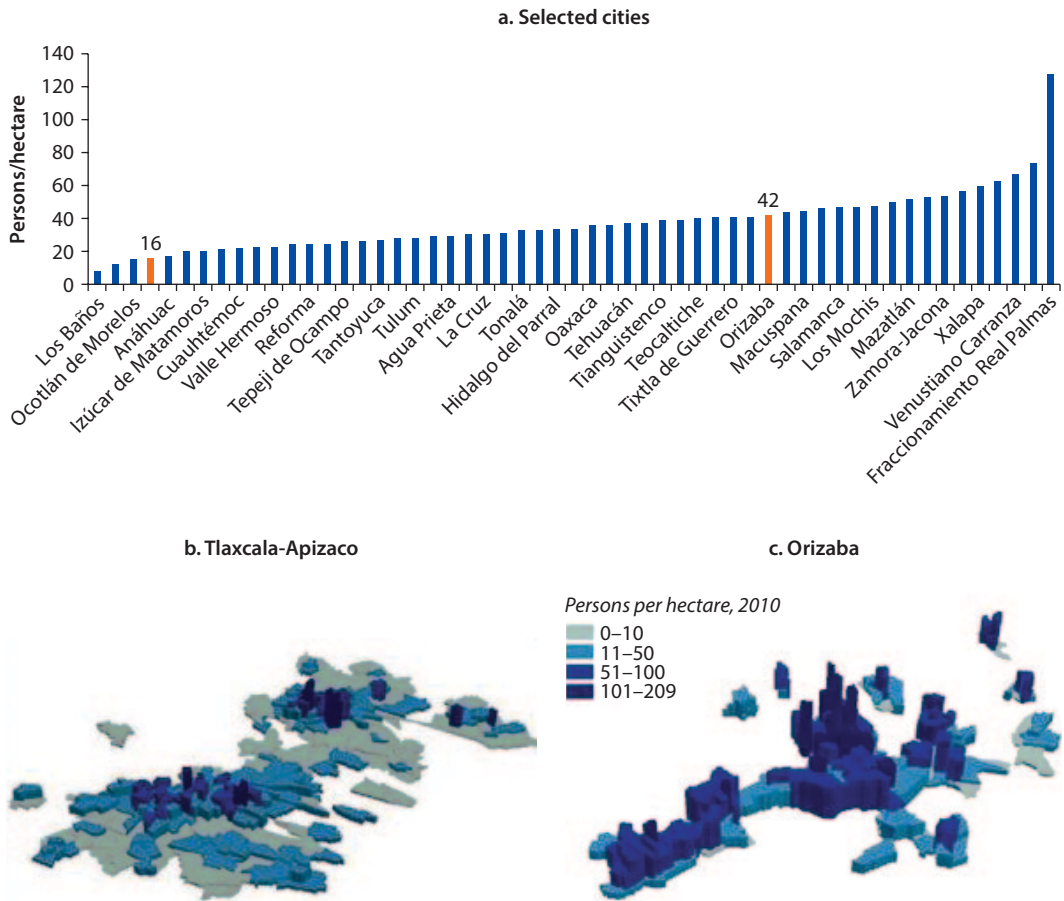 a. Selected cities
Persons/hectare
140
120
100
80
60
40
20
0
16
42
Los Baños
Ocotlán de Morelos
Anáhuac
Izúcar de Matamoros
Cuauhtémoc
Valle Hermoso
Reforma
Tepeji de Ocampo
Tantoyuca
Tulum
Agua Prieta
La Cruz
Tonalá
Hidalgo del Parral
Oaxaca
Tehuacán
Tianguistenco
Teocaltiche
Tixtla de Guerrero
Orizaba
Macuspana
Salamanca
Los Mochis
Mazatlán
Zamora-Jacona
Xalapa
Venustiano Carranza
Fraccionamiento Real Palmas
b. Tlaxcala-Apizaco
c. Orizaba
Persons per hectare, 2010
0–10
11–50
51–100
101–209